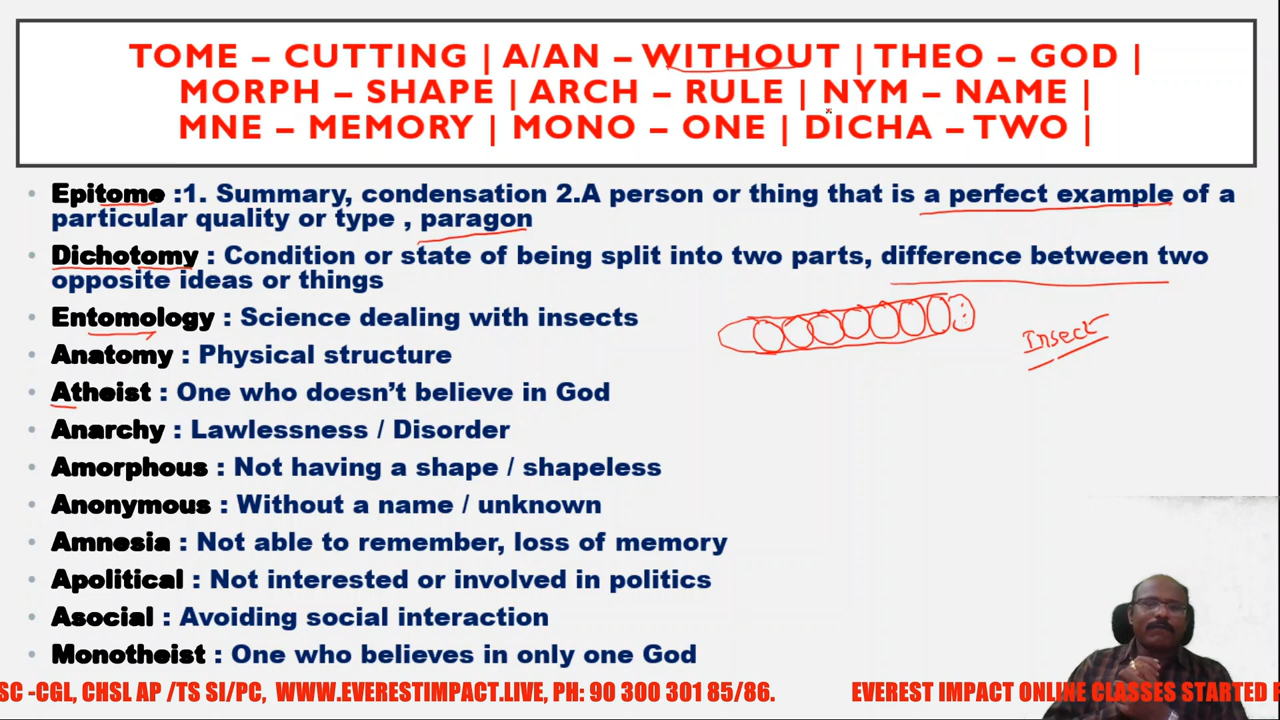 TOME – CUTTING | A/AN – WITHOUT | THEO – GOD |
MORPH – SHAPE | ARCH – RULE | NYM – NAME |
MNE – MEMORY | MONO – ONE | DICHA – TWO |
• Epitome :1. Summary, condensation 2.A person or thing that is a perfect example of a
particular quality or type , paragon
• Dichotomy : Condition or state of being split into two parts, difference between two
opposite ideas or things
• Entomology : Science dealing with insects
Insect
• Anatomy : Physical structure
• Atheist : One who doesn’t believe in God
• Anarchy : Lawlessness / Disorder
• Amorphous : Not having a shape / shapeless
• Anonymous : Without a name / unknown
• Amnesia : Not able to remember, loss of memory
• Apolitical : Not interested or involved in politics
• Asocial : Avoiding social interaction
• Monotheist : One who believes in only one God
SC -CGL, CHSL AP /TS SI/PC, WWW.EVERESTIMPACT.LIVE, PH: 90 300 301 85/86. EVEREST IMPACT ONLINE CLASSES STARTED